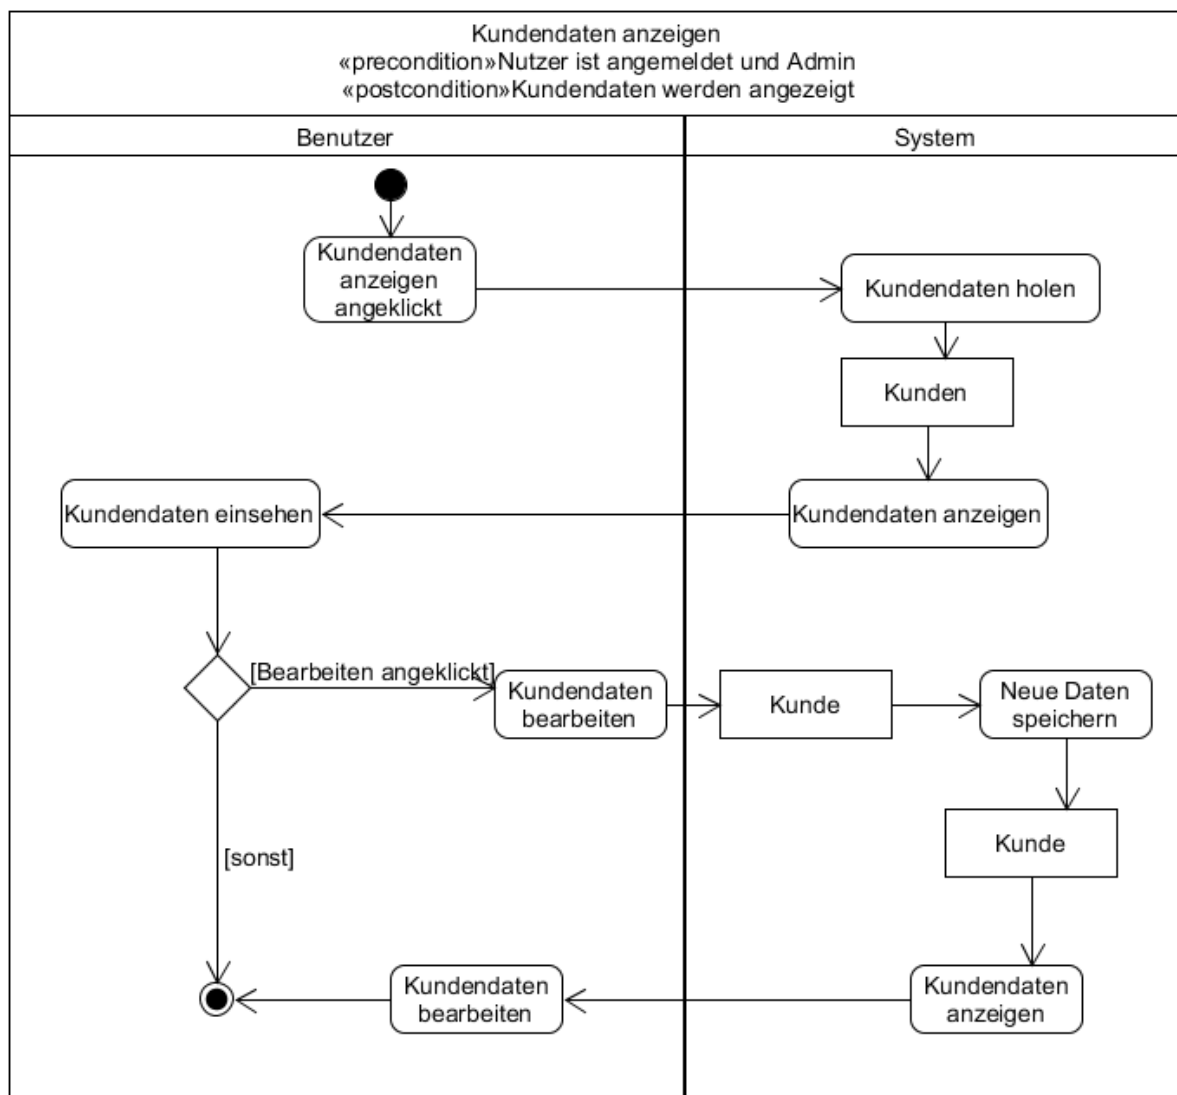 Kundendaten anzeigen
«precondition»Nutzer ist angemeldet und Admin
«postcondition»Kundendaten werden angezeigt
Benutzer
System
Kundendaten
anzeigen
angeklickt
Kundendaten holen
Kunden
Kundendaten einsehen
Kundendaten anzeigen
[Bearbeiten angeklickt]
Kundendaten
bearbeiten
Kunde
Neue Daten
speichern
Kunde
[sonst]
Kundendaten
bearbeiten
Kundendaten
anzeigen